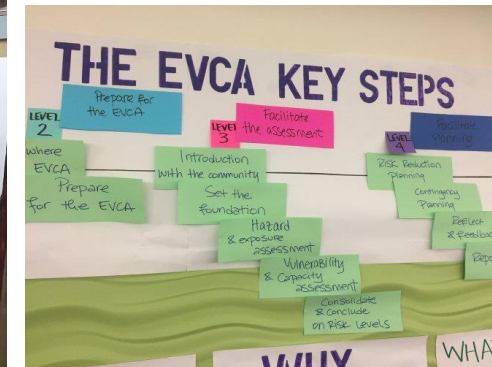 THE EVCA KEY STEPS
LEVEL
2
Prepare for
the EVCA
where
EVCA
Prepare
for the EVCA
LEVEL
3
Facilitate
the assessment
Introduction
with the community
Set the
foundation
Hazard
& exposure
assessment
Vulnerability
& Capacity
assessment
Consolidate
& Conclude
on Risk Levels
LEVEL
4
Facilitate
Planning
Risk Reduction
planning
Contingency
Planning
Reflect
& feedba
Repo
WHY
WHA